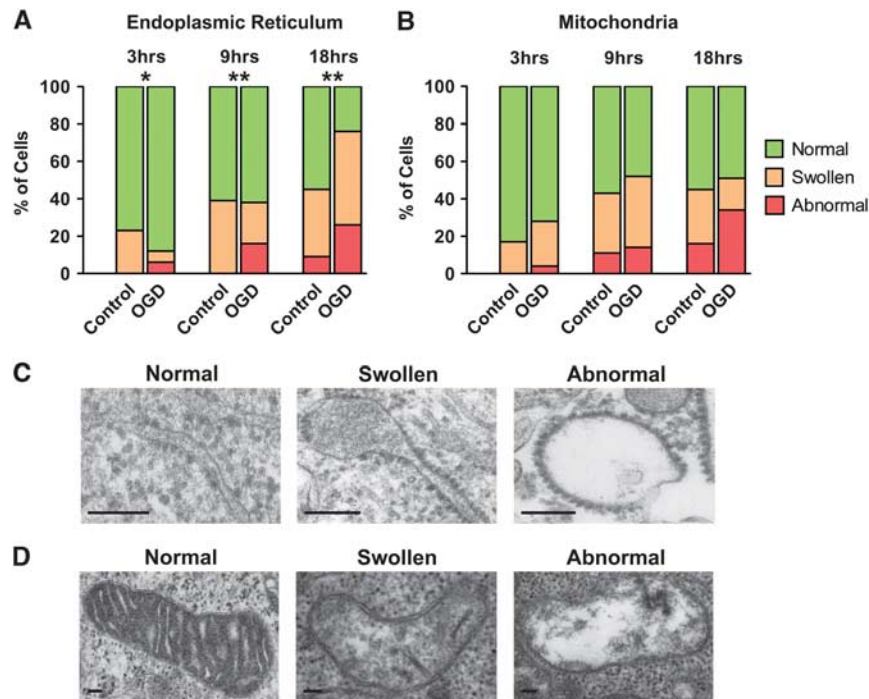 A
Endoplasmic Reticulum
3hrs 9hrs 18hrs
* ** **
100
80
60
40
20
0
% of Cells
Control OGD Control OGD Control OGD
B
Mitochondria
3hrs 9hrs 18hrs
100
80
60
40
20
0
% of Cells
Control OGD Control OGD Control OGD
Normal
Swollen
Abnormal
C
Normal Swollen Abnormal
D
Normal Swollen Abnormal